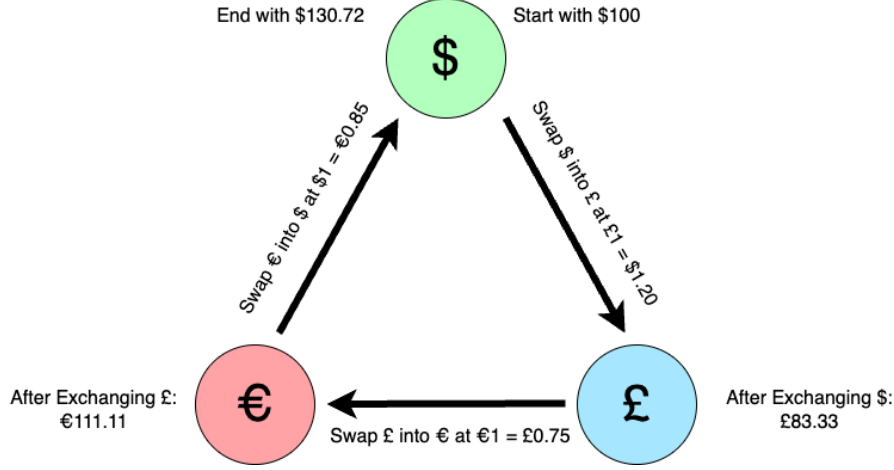 End with $130.72
Start with $100
$
Swap € into $ at $1 = €0.85
Swap $ into £ at £1 = $1.20
After Exchanging £:
€111.11
€
Swap £ into € at €1 = £0.75
£
After Exchanging $:
£83.33